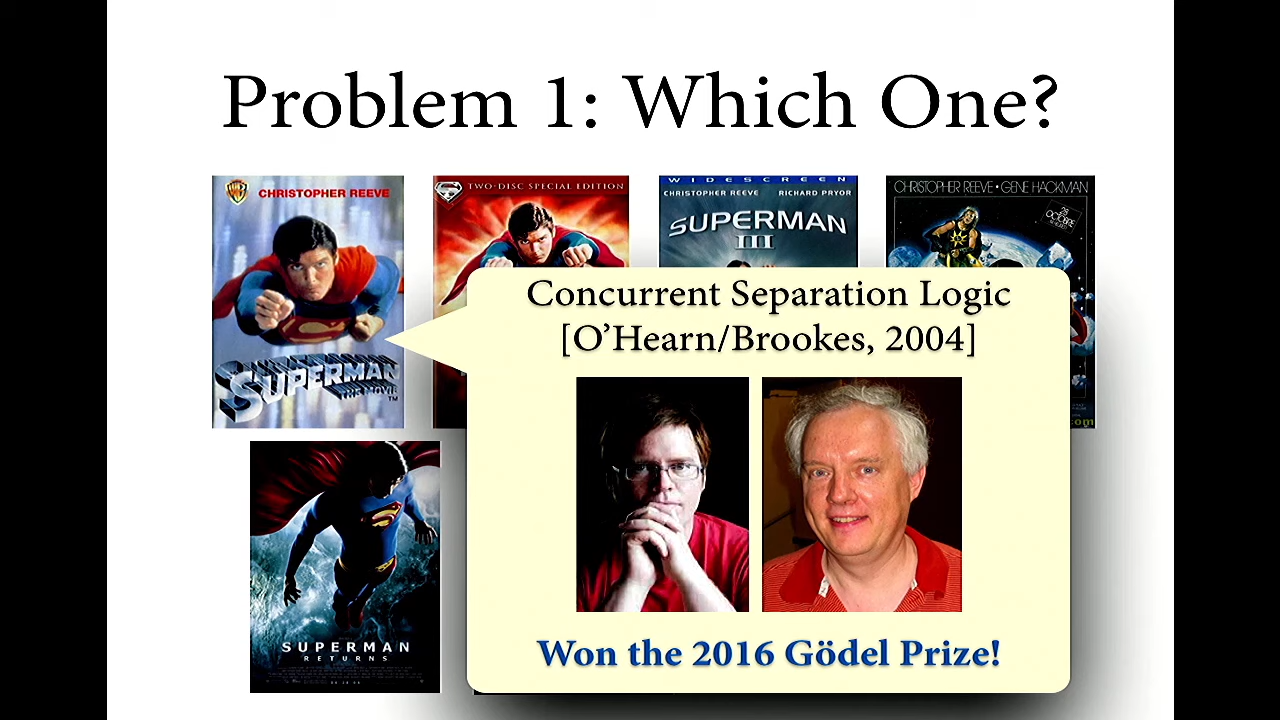 Problem 1: Which One?
CHRISTOPHER REEVE
SUPERMAN
THE MOVIE
TM
TWO-DISC SPECIAL EDITION
WIDESCREEN
CHRISTOPHER REEVE RICHARD PRYOR
SUPERMAN
III
CHRISTOPHER REEVE • GENE HACKMAN
Concurrent Separation Logic
[O’Hearn/Brookes, 2004]
Won the 2016 Gödel Prize!
SUPERMAN
RETURNS